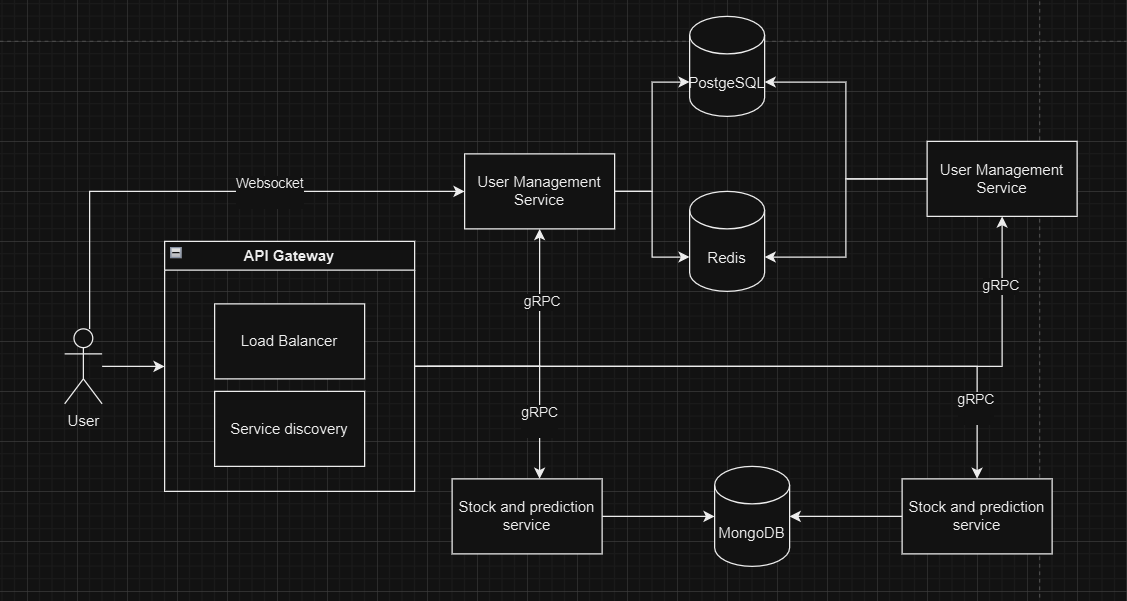 PostgeSQL
Websocket
User Management
Service
User Management
Service
Redis
API Gateway
gRPC
gRPC
Load Balancer
User
Service discovery
gRPC
gRPC
Stock and prediction
service
MongoDB
Stock and prediction
service